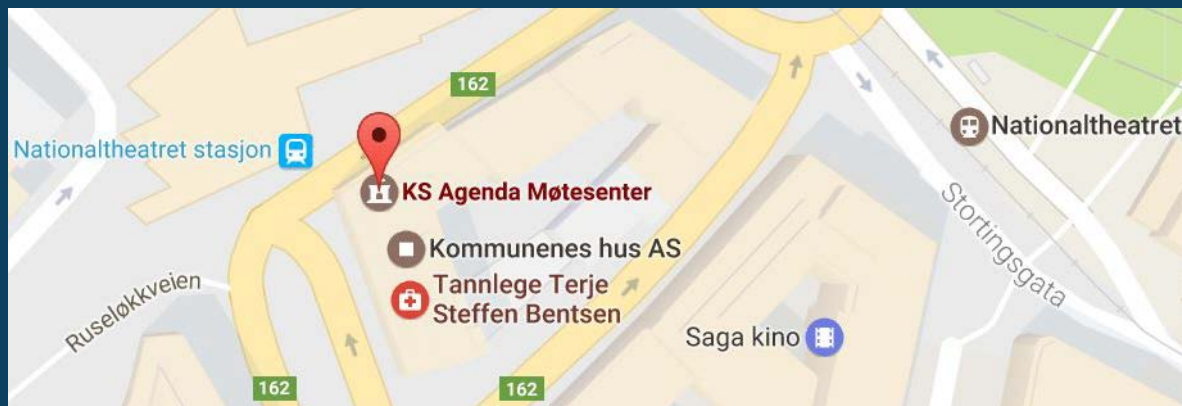 162
Nationaltheatret
Nationaltheatret stasjon
KS Agenda Møtesenter
Stortingsgata
Kommunenes hus AS
Ruseløkkveien
Tannlege Terje
Steffen Bentsen
Saga kino
162
162